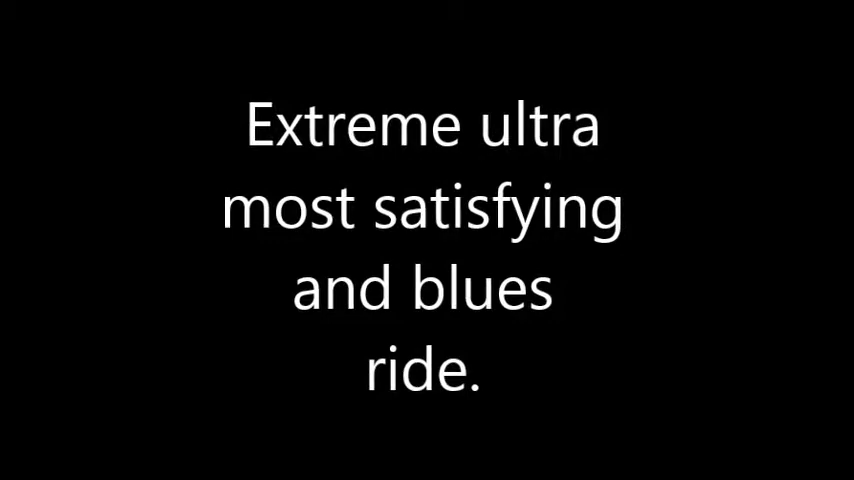 Extreme ultra
most satisfying
and blues
ride.